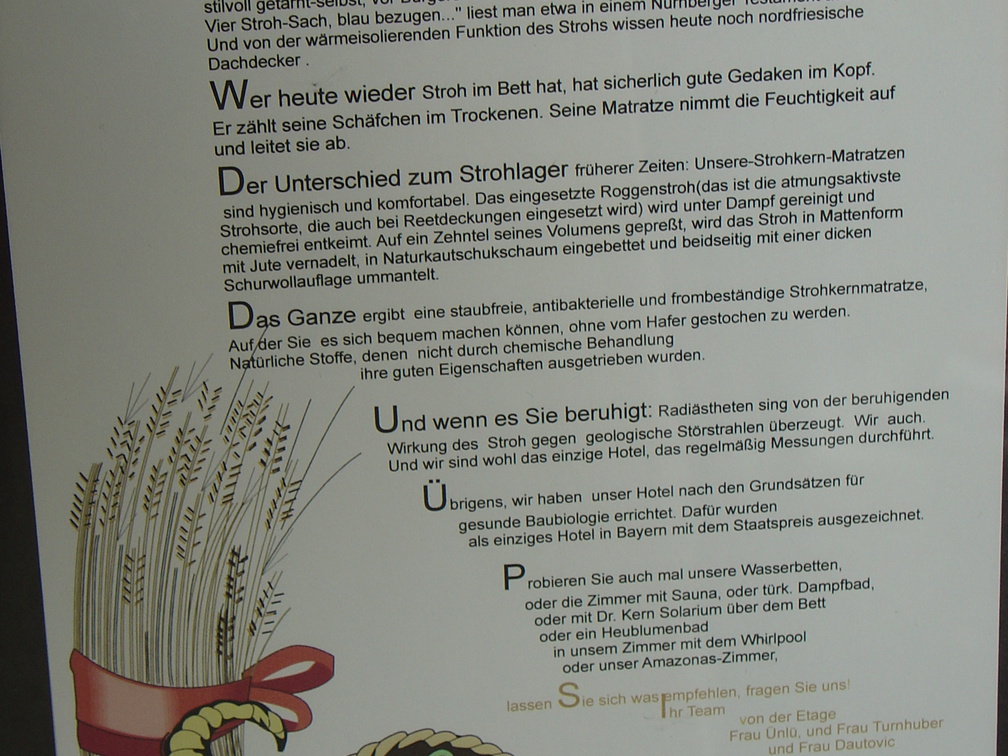 stilvoll getarnt-selbst, vor
Vier Stroh-Sach, blau bezugen..." liest man etwa in einem Nürnberger Testament
Und von der wärmeisolierenden Funktion des Strohs wissen heute noch nordfriesische
Dachdecker .
Wer heute wieder Stroh im Bett hat, hat sicherlich gute Gedaken im Kopf.
Er zählt seine Schäfchen im Trockenen. Seine Matratze nimmt die Feuchtigkeit auf
und leitet sie ab.
Der Unterschied zum Strohlager früherer Zeiten: Unsere-Strohkern-Matratzen
sind hygienisch und komfortabel. Das eingesetzte Roggenstroh(das ist die atmungsaktivste
Strohsorte, die auch bei Reetdeckungen eingesetzt wird) wird unter Dampf gereinigt und
chemiefrei entkeimt. Auf ein Zehntel seines Volumens gepreßt, wird das Stroh in Mattenform
mit Jute vernadelt, in Naturkautschukschaum eingebettet und beidseitig mit einer dicken
Schurwollauflage ummantelt.
Das Ganze ergibt eine staubfreie, antibakterielle und frombeständige Strohkernmatratze,
Auf der Sie es sich bequem machen können, ohne vom Hafer gestochen zu werden.
Natürliche Stoffe, denen nicht durch chemische Behandlung
ihre guten Eigenschaften ausgetrieben wurden.
Und wenn es Sie beruhigt: Radiästheten sing von der beruhigenden
Wirkung des Stroh gegen geologische Störstrahlen überzeugt. Wir auch.
Und wir sind wohl das einzige Hotel, das regelmäßig Messungen durchführt.
Übrigens, wir haben unser Hotel nach den Grundsätzen für
gesunde Baubiologie errichtet. Dafür wurden
als einziges Hotel in Bayern mit dem Staatspreis ausgezeichnet.
Probieren Sie auch mal unsere Wasserbetten,
oder die Zimmer mit Sauna, oder türk. Dampfbad,
oder mit Dr. Kern Solarium über dem Bett
oder ein Heublumenbad
in unsem Zimmer mit dem Whirlpool
oder unser Amazonas-Zimmer,
lassen Sie sich was empfehlen, fragen Sie uns!
Ihr Team
von der Etage
Frau Ünlü, und Frau Turnhuber
und Frau Dautovic